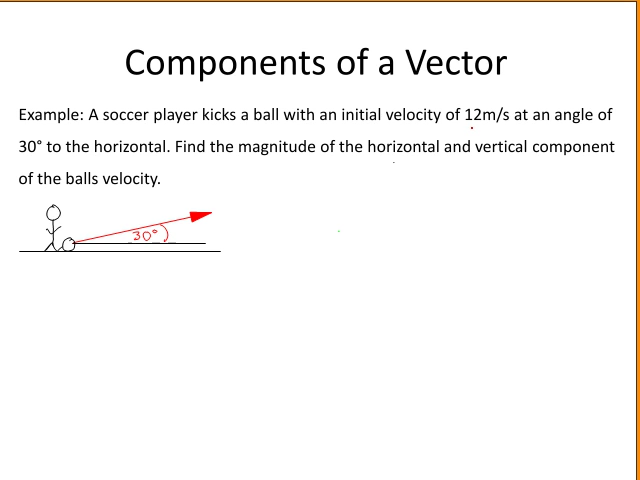 Components of a Vector
Example: A soccer player kicks a ball with an initial velocity of 12m/s at an angle of
30° to the horizontal. Find the magnitude of the horizontal and vertical component
of the balls velocity.
30°